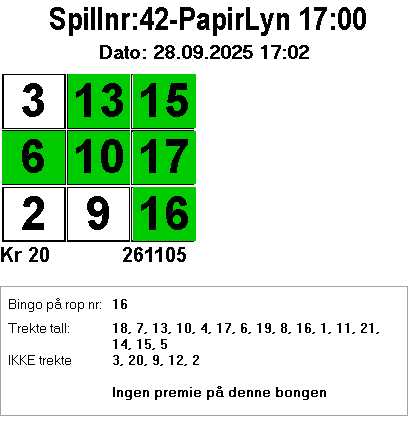 Spillnr:42-PapirLyn 17:00
Dato: 28.09.2025 17:02
3 13 15
6 10 17
2 9 16
Kr 20 261105
Bingo på rop nr: 16
Trekte tall: 18, 7, 13, 10, 4, 17, 6, 19, 8, 16, 1, 11, 21,
14, 15, 5
IKKE trekte 3, 20, 9, 12, 2
Ingen premie på denne bongen